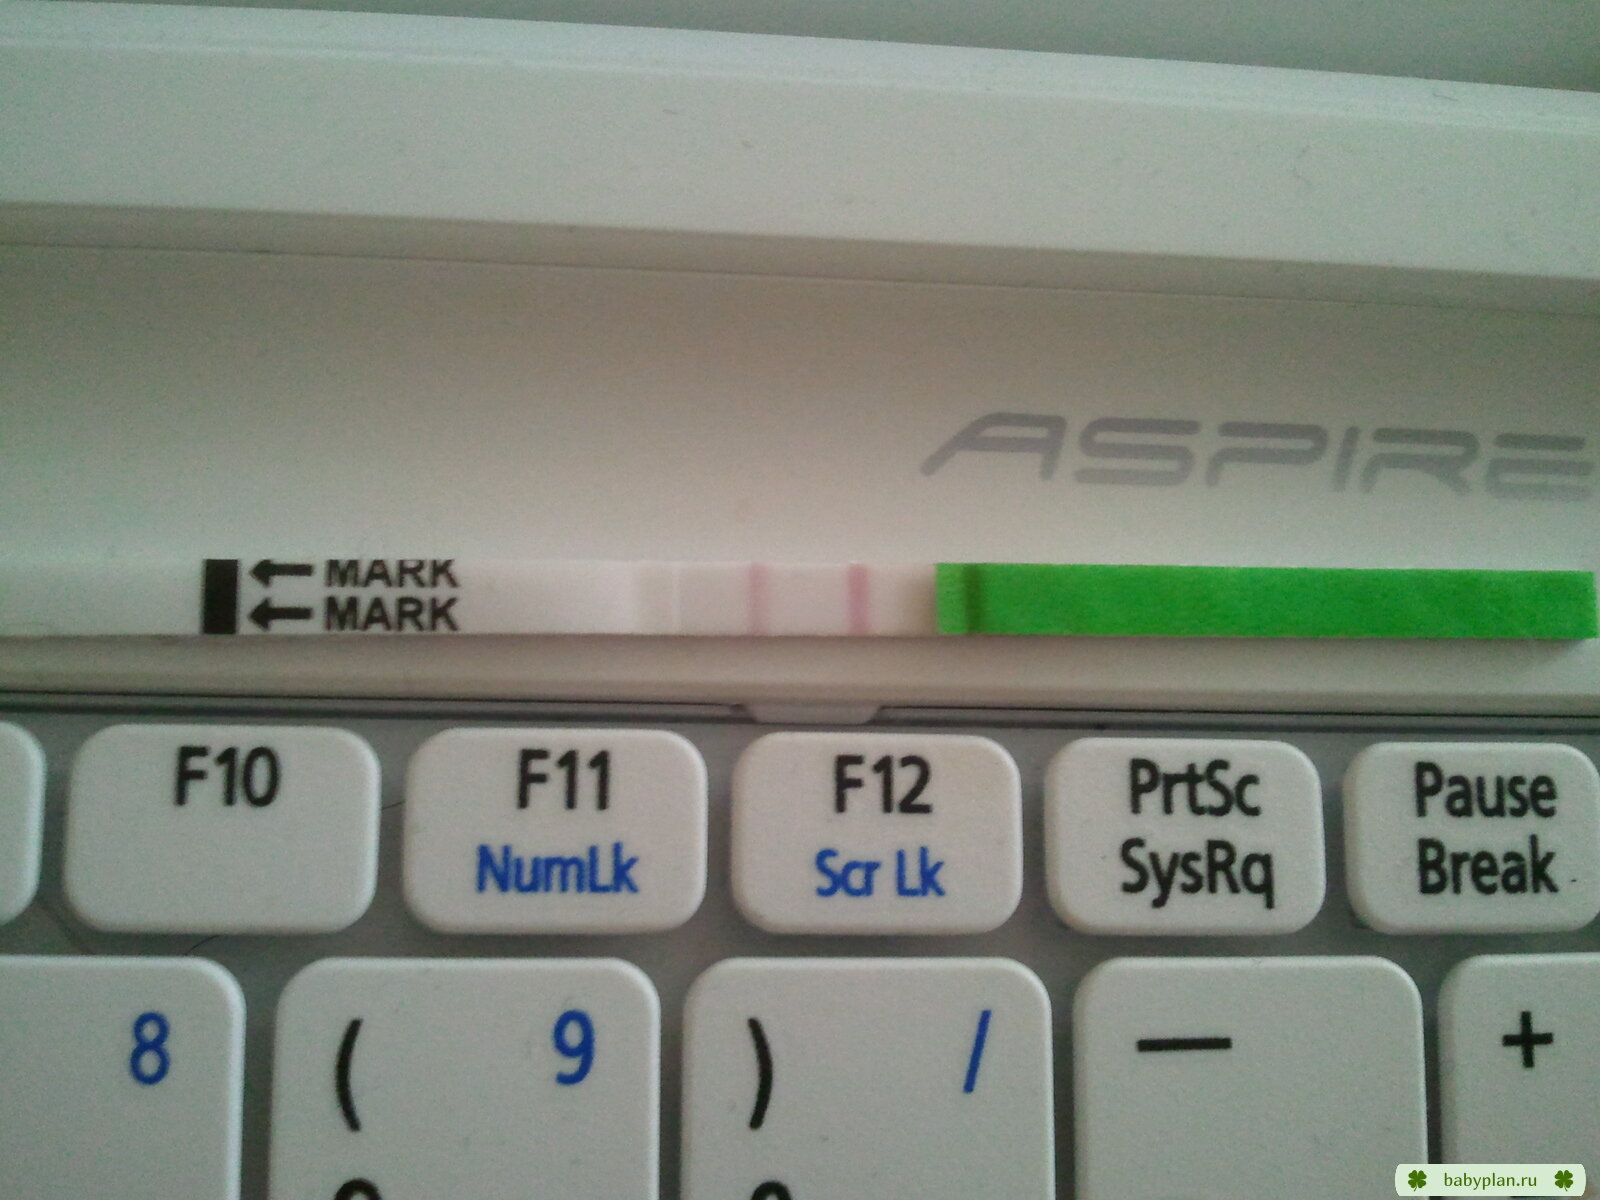 ASPIRE
MARK
MARK
F10
F11
F12
PrtSc
Pause
NumLk
Scr Lk
SysRq
Break
8
(
9
)
/
—
+
babyplan.ru